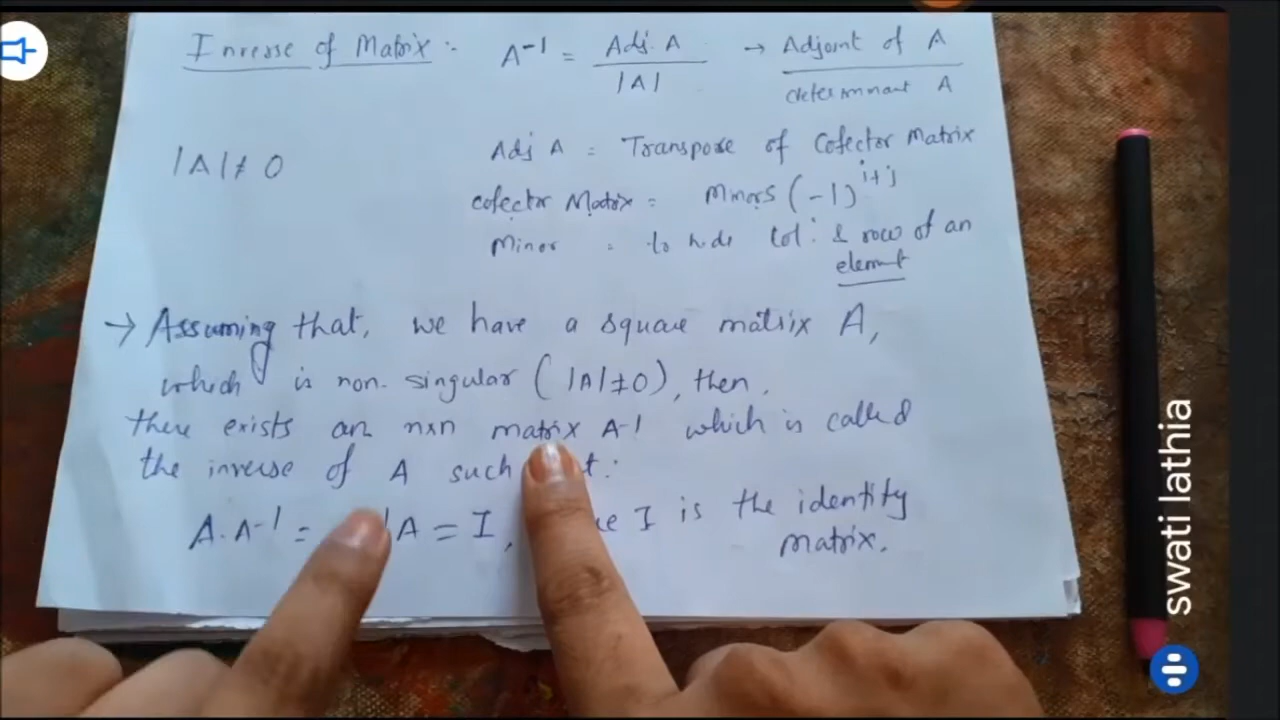 Inverse of Matrix :- A-1 = Adj. A / |A| → Adjoint of A / determinant A
|A| ≠ 0
Adj A = Transpose of Cofector Matrix
cofector Matrix = Minors (-1) i+j
Minor = to hide Col. & row of an
element
→ Assuming that, we have a square matrix A,
which is non-singular (|A| ≠ 0), then,
there exists an nxn matrix A-1 which is called
the inverse of A such
A.A-1 = A = I, I is the identity
matrix.
swati lathia